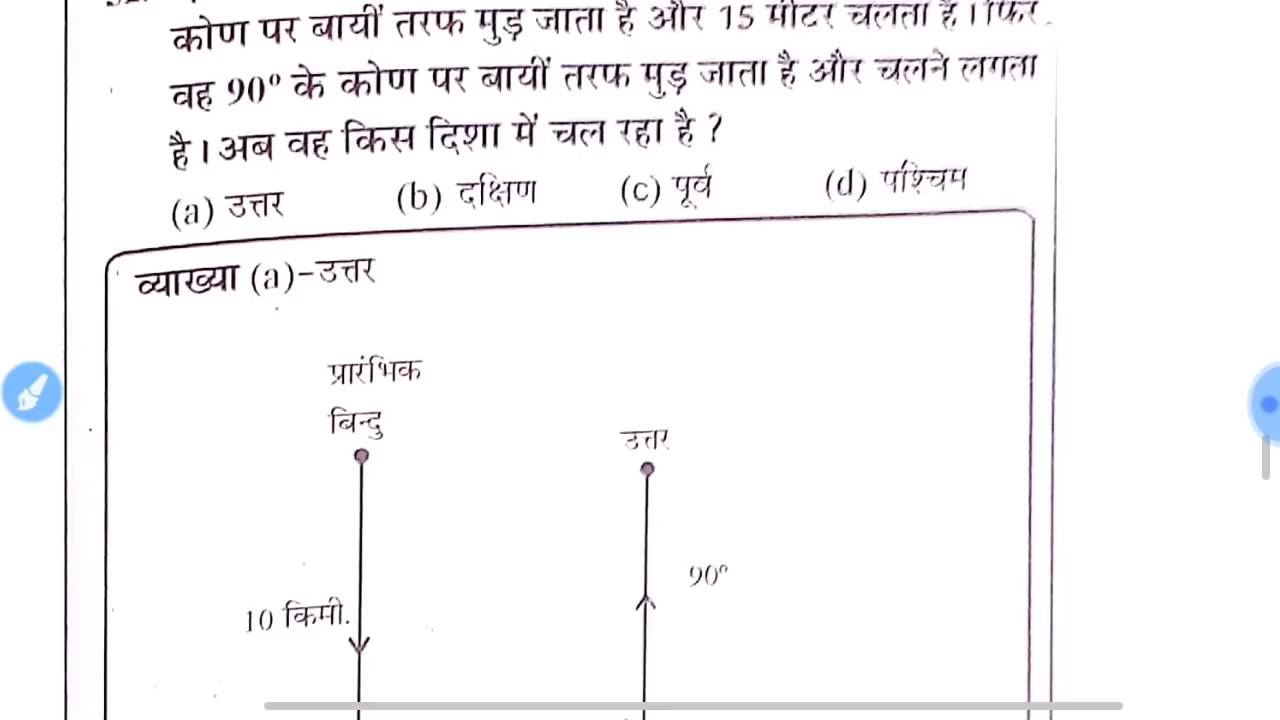 कोण पर बायीं तरफ मुड़ जाता है और 15 मीटर चलता है। फिर
वह 90° के कोण पर बायीं तरफ मुड़ जाता है और चलने लगता
है। अब वह किस दिशा में चल रहा है ?
(a) उत्तर (b) दक्षिण (c) पूर्व (d) पश्चिम
व्याख्या (a)-उत्तर
प्रारंभिक
बिन्दु
उत्तर
90°
10 किमी.